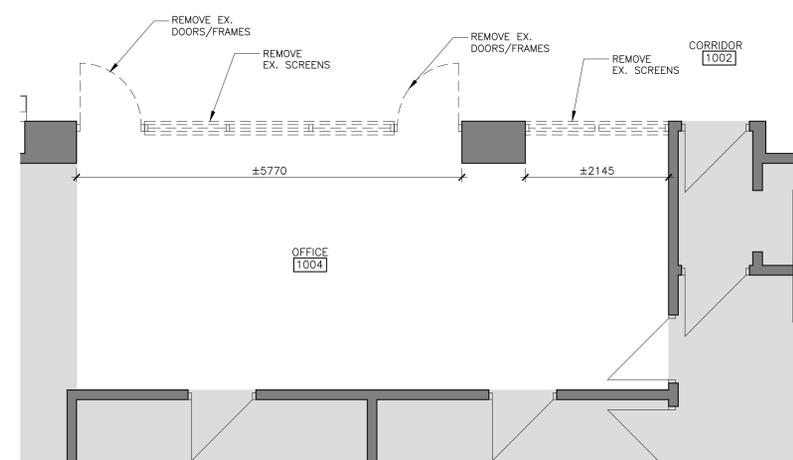 REMOVE EX.
DOORS/FRAMES
REMOVE
EX. SCREENS
REMOVE EX.
DOORS/FRAMES
REMOVE
EX. SCREENS
CORRIDOR
1002
±5770
±2145
OFFICE
1004